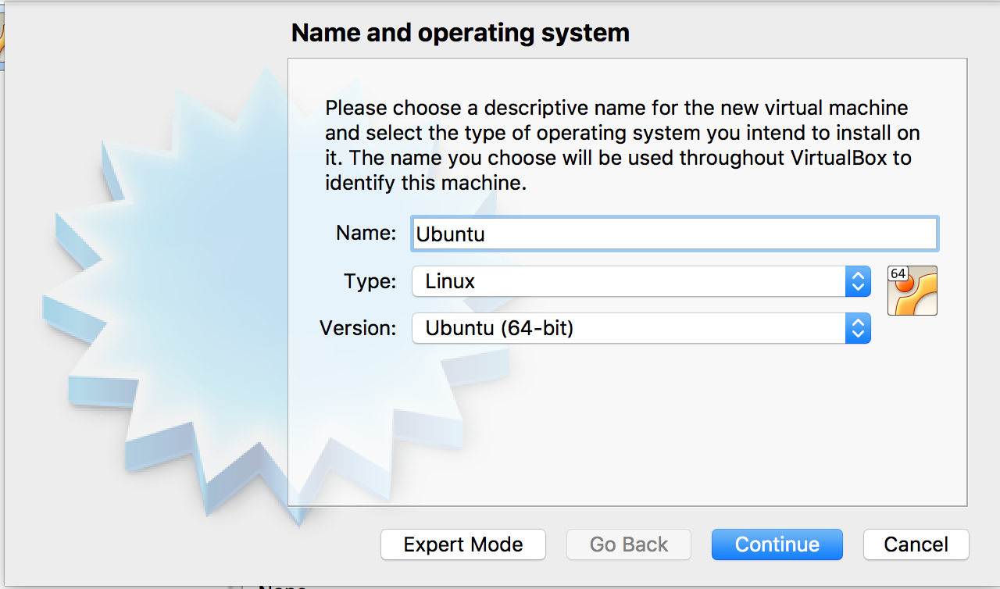 Name and operating system
Please choose a descriptive name for the new virtual machine
and select the type of operating system you intend to install on
it. The name you choose will be used throughout VirtualBox to
identify this machine.
Name: Ubuntu
Type: Linux
64
Version: Ubuntu (64-bit)
Expert Mode Go Back Continue Cancel